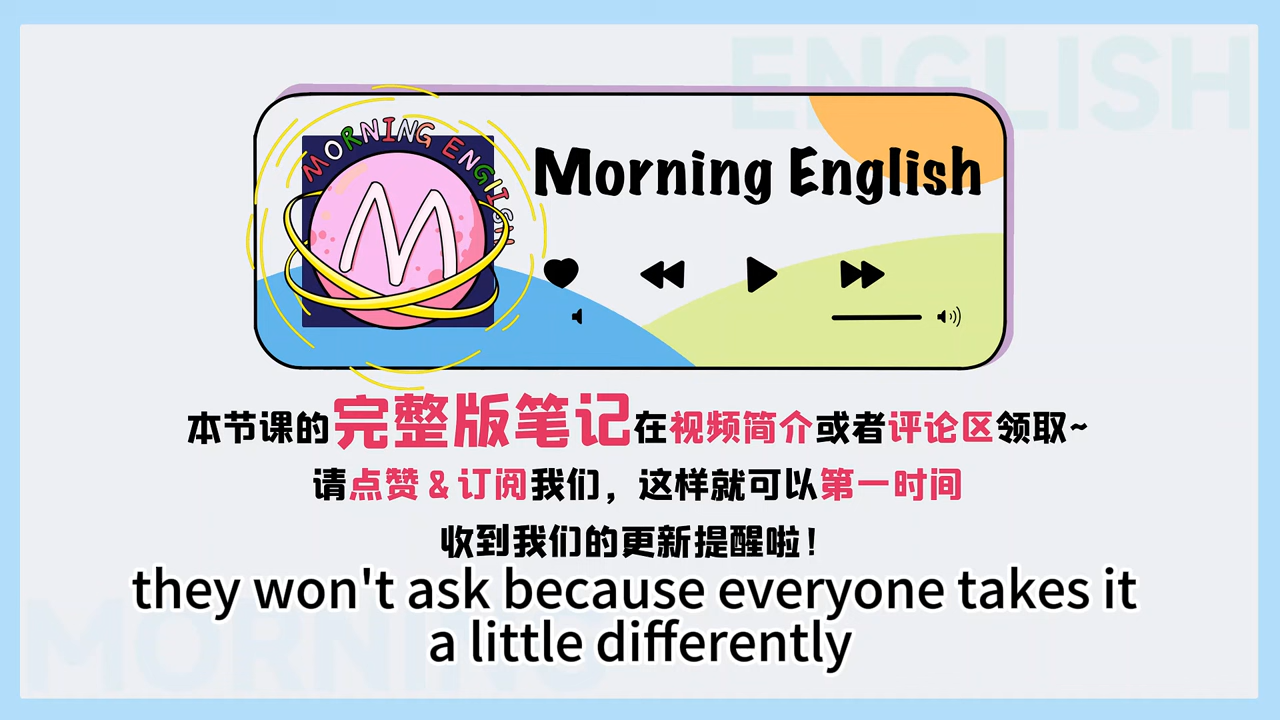 ENGLISH
MORNING ENGLISH
M
Morning English
本节课的完整版笔记在视频简介或者评论区领取~
请点赞&订阅我们，这样就可以第一时间
收到我们的更新提醒啦！
they won't ask because everyone takes it
a little differently
MORNING